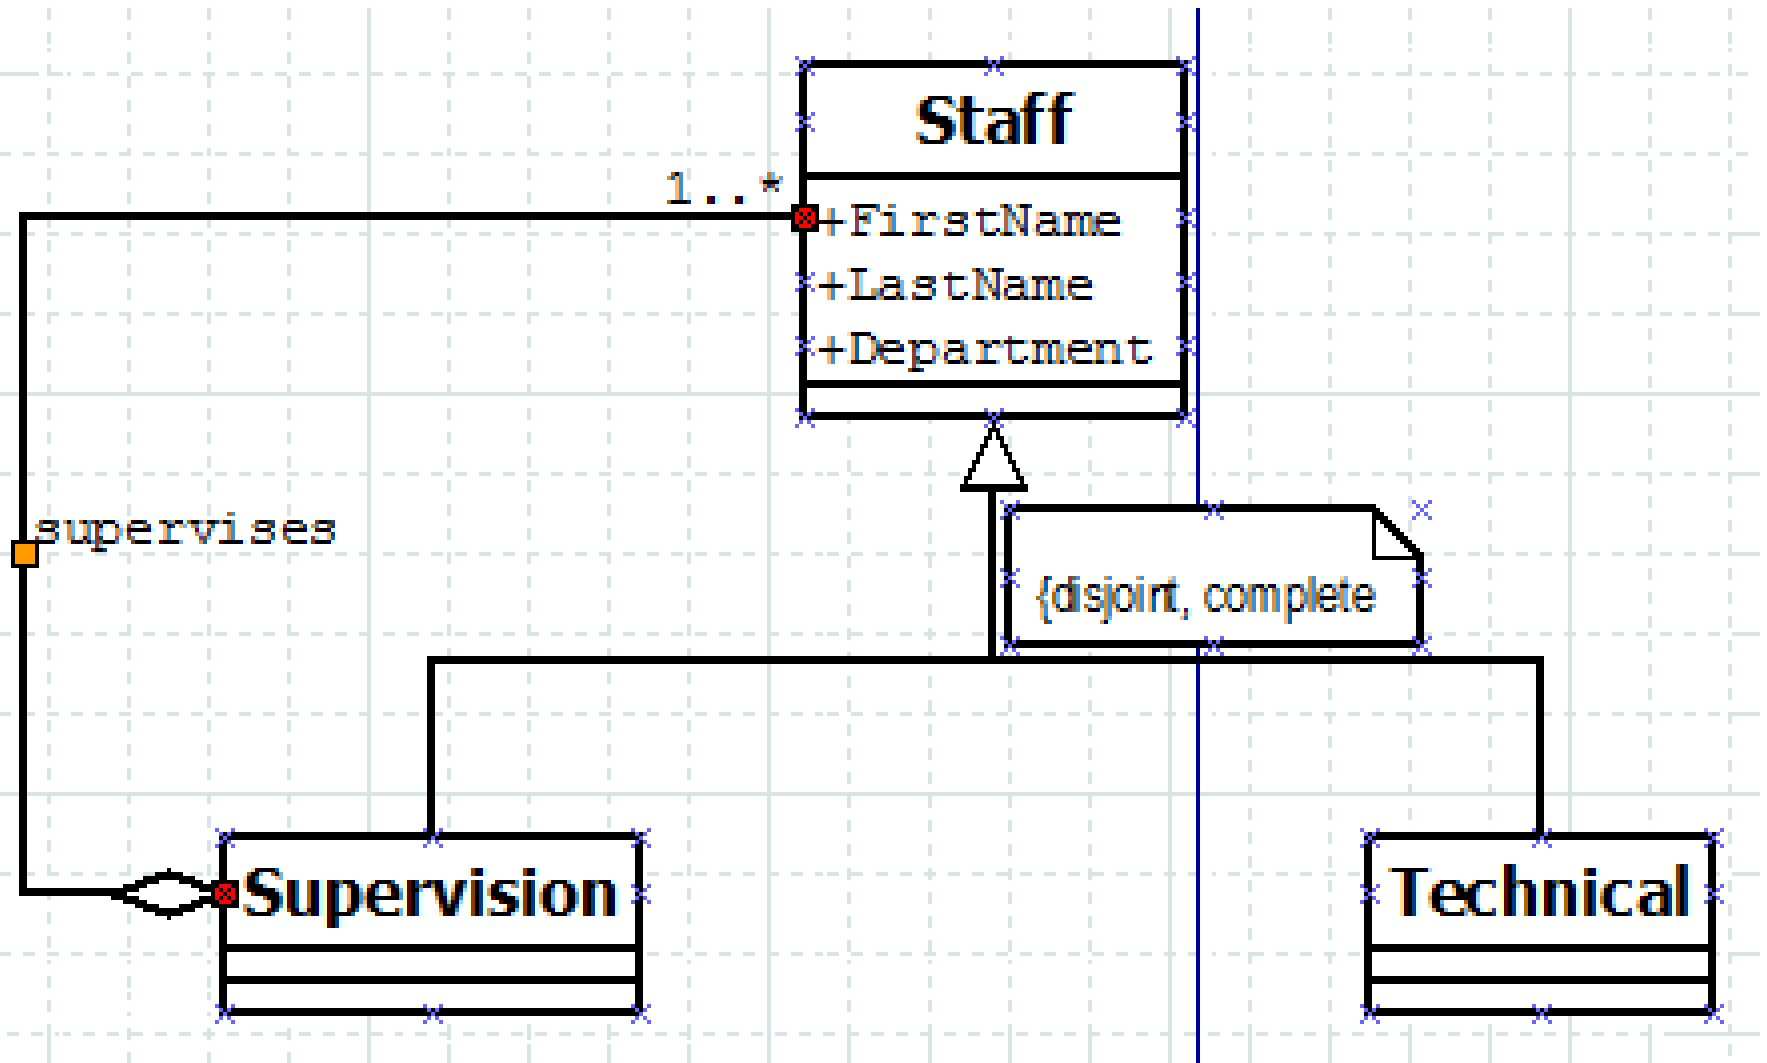 Staff
1..*
+FirstName
+LastName
+Department
supervises
{disjoint, complete
Supervision
Technical